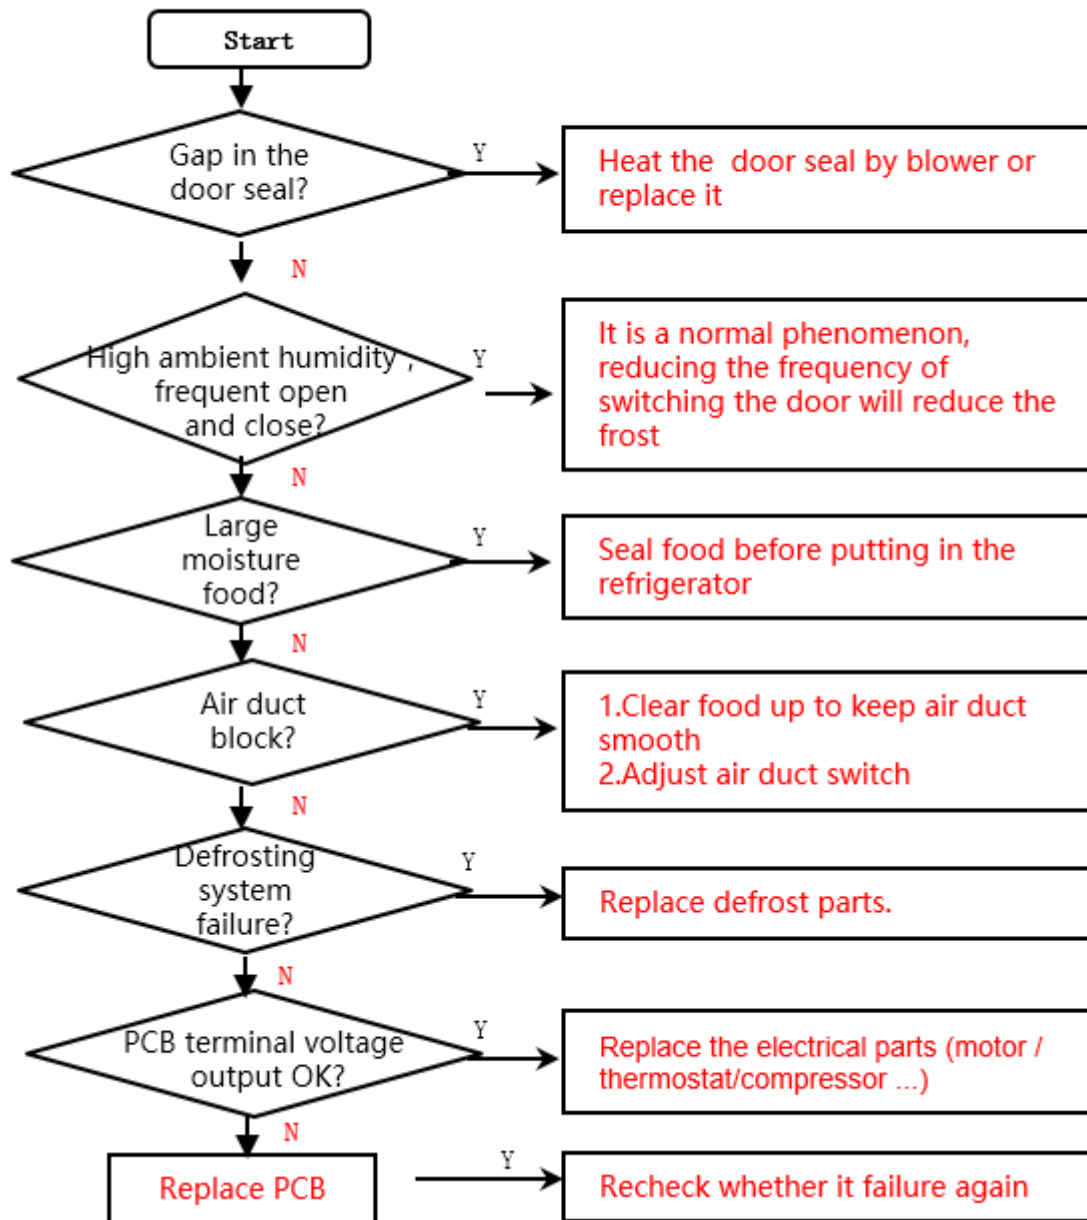 Start
Gap in the
door seal?
Y
Heat the  door seal by blower or
replace it
N
High ambient humidity ,
frequent open
and close?
Y
It is a normal phenomenon,
reducing the frequency of
switching the door will reduce the
frost
N
Large
moisture
food?
Y
Seal food before putting in the
refrigerator
N
Air duct
block?
Y
1.Clear food up to keep air duct
smooth
2.Adjust air duct switch
N
Defrosting
system
failure?
Y
Replace defrost parts.
N
PCB terminal voltage
output OK?
Y
Replace the electrical parts (motor /
thermostat/compressor ...)
N
Replace PCB
Y
Recheck whether it failure again